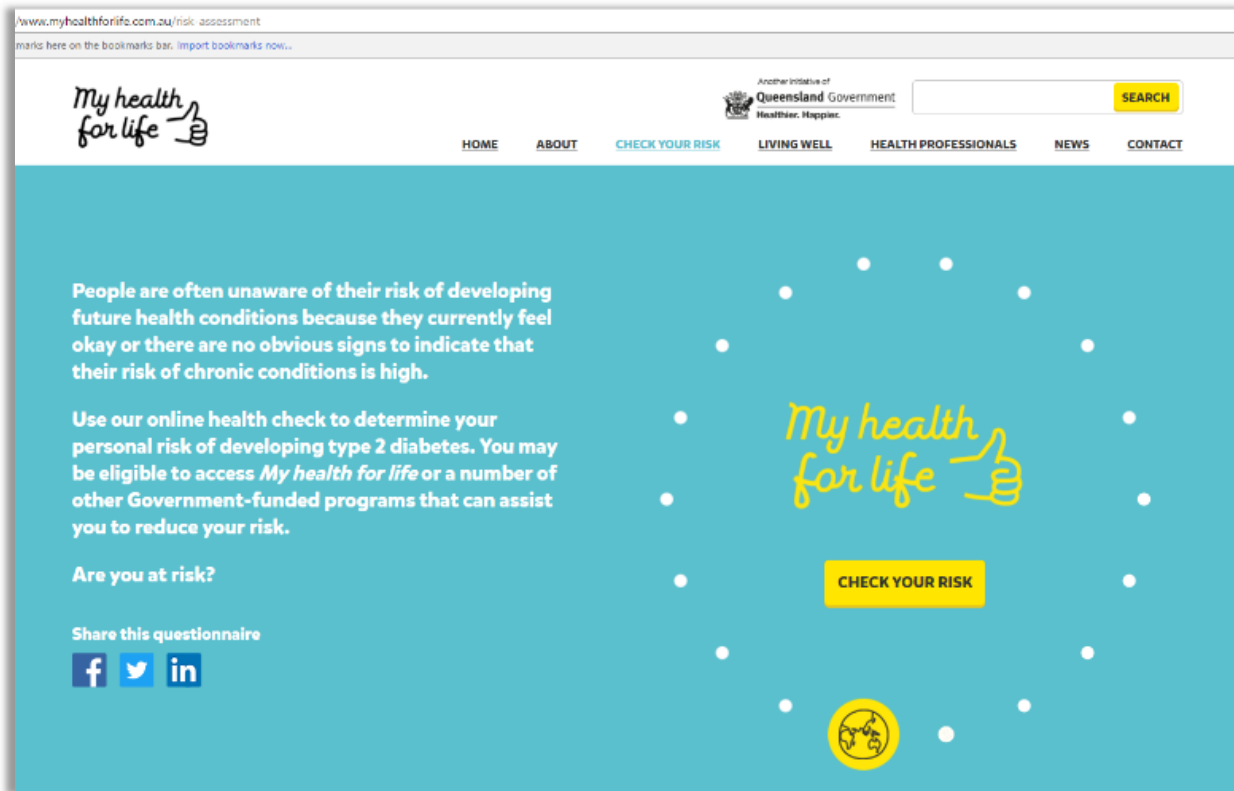 /www.myhealthforlife.com.au/risk-assessment
marks here on the bookmarks bar. Import bookmarks now...
My health
for life
Another initiative of
Queensland Government
Healthier. Happier.
SEARCH
HOME ABOUT CHECK YOUR RISK LIVING WELL HEALTH PROFESSIONALS NEWS CONTACT
People are often unaware of their risk of developing
future health conditions because they currently feel
okay or there are no obvious signs to indicate that
their risk of chronic conditions is high.
Use our online health check to determine your
personal risk of developing type 2 diabetes. You may
be eligible to access My health for life or a number of
other Government-funded programs that can assist
you to reduce your risk.
Are you at risk?
Share this questionnaire
f in
My health
for life
CHECK YOUR RISK